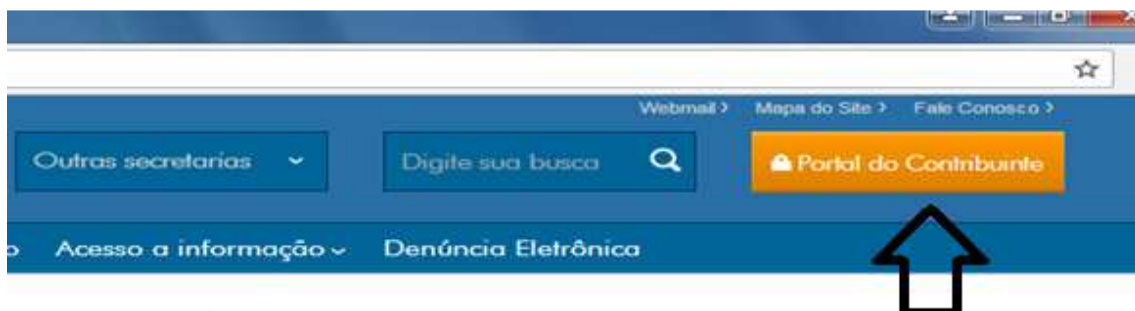 Webmail > Mapa do Site > Fale Conosco >
Outras secretarias Digite sua busca Portal do Contribuinte
o Acesso a informação Denúncia Eletrônica